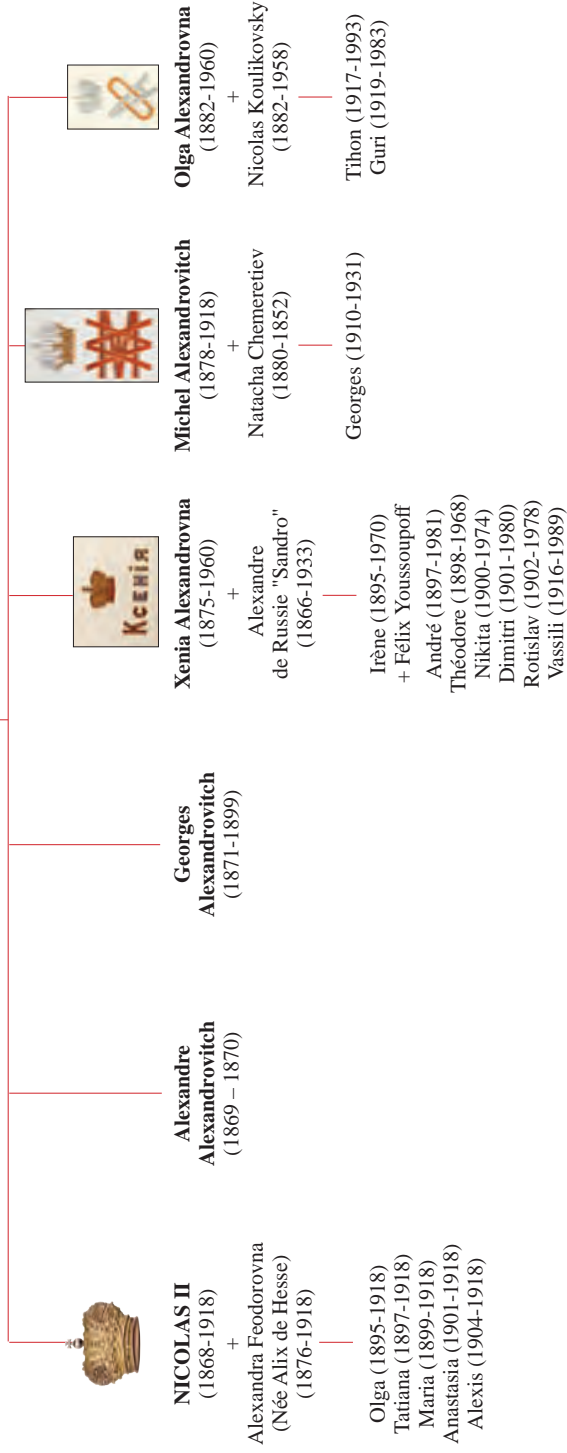 NICOLAS II
(1868-1918)
+
Alexandra Feodorovna
(Née Alix de Hesse)
(1876-1918)
Olga (1895-1918)
Tatiana (1897-1918)
Maria (1899-1918)
Anastasia (1901-1918)
Alexis (1904-1918)
Alexandre
Alexandrovitch
(1869 – 1870)
Georges
Alexandrovitch
(1871-1899)
Ксенія
Xenia Alexandrovna
(1875-1960)
+
Alexandre
de Russie "Sandro"
(1866-1933)
Irène (1895-1970)
+ Félix Youssoupoff
André (1897-1981)
Théodore (1898-1968)
Nikita (1900-1974)
Dimitri (1901-1980)
Rotislav (1902-1978)
Vassili (1916-1989)
Michel Alexandrovitch
(1878-1918)
+
Natacha Chemeretiev
(1880-1852)
Georges (1910-1931)
Olga Alexandrovna
(1882-1960)
+
Nicolas Koulikovsky
(1882-1958)
Tihon (1917-1993)
Guri (1919-1983)